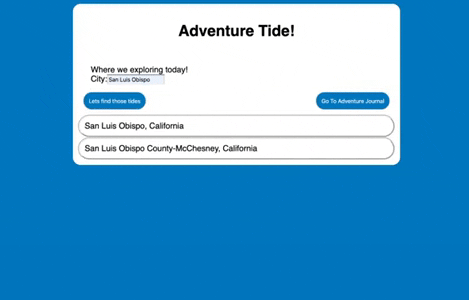 Adventure Tide!
Where we exploring today!
City: San Luis Obispo
Lets find those tides
Go To Adventure Journal
San Luis Obispo, California
San Luis Obispo County-McChesney, California